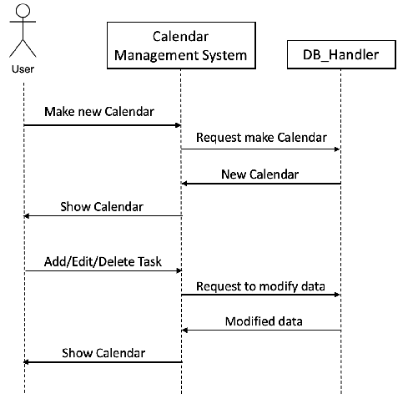 Calendar
Management System
DB_Handler
User
Make new Calendar
Request make Calendar
New Calendar
Show Calendar
Add/Edit/Delete Task
Request to modify data
Modified data
Show Calendar